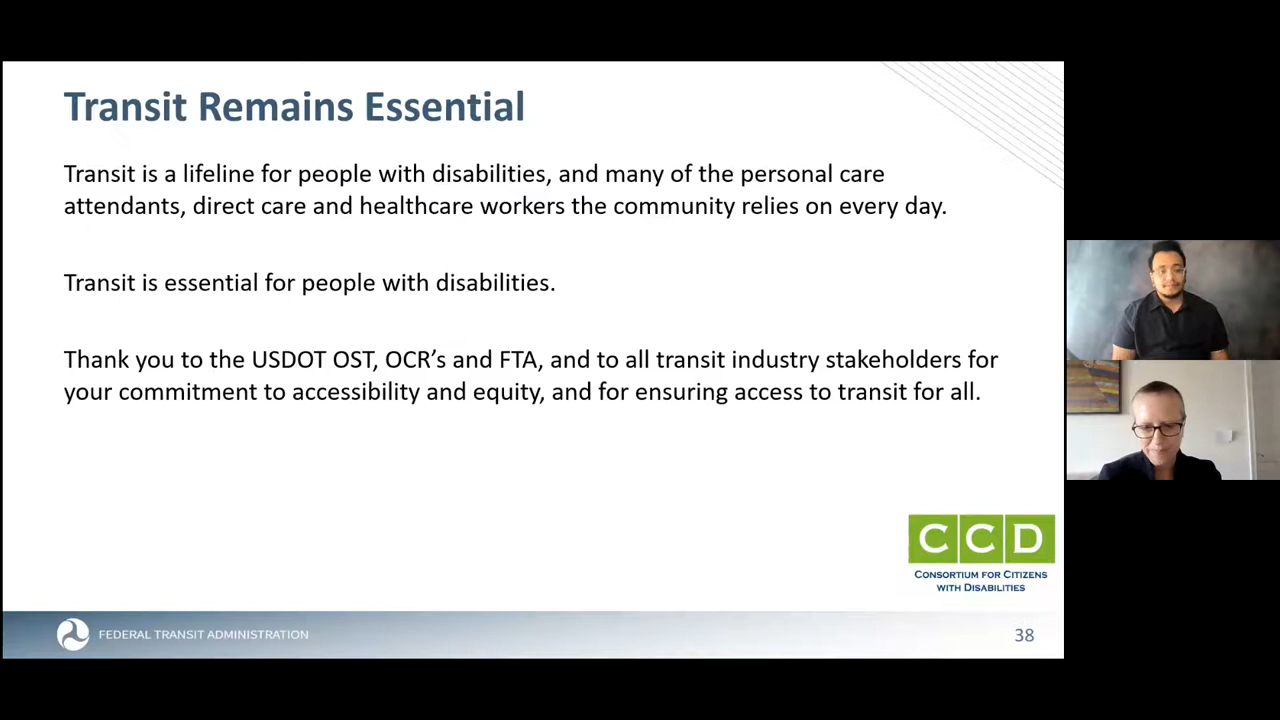 Transit Remains Essential
Transit is a lifeline for people with disabilities, and many of the personal care
attendants, direct care and healthcare workers the community relies on every day.
Transit is essential for people with disabilities.
Thank you to the USDOT OST, OCR’s and FTA, and to all transit industry stakeholders for
your commitment to accessibility and equity, and for ensuring access to transit for all.
CCD
CONSORTIUM FOR CITIZENS
WITH DISABILITIES
FEDERAL TRANSIT ADMINISTRATION
38